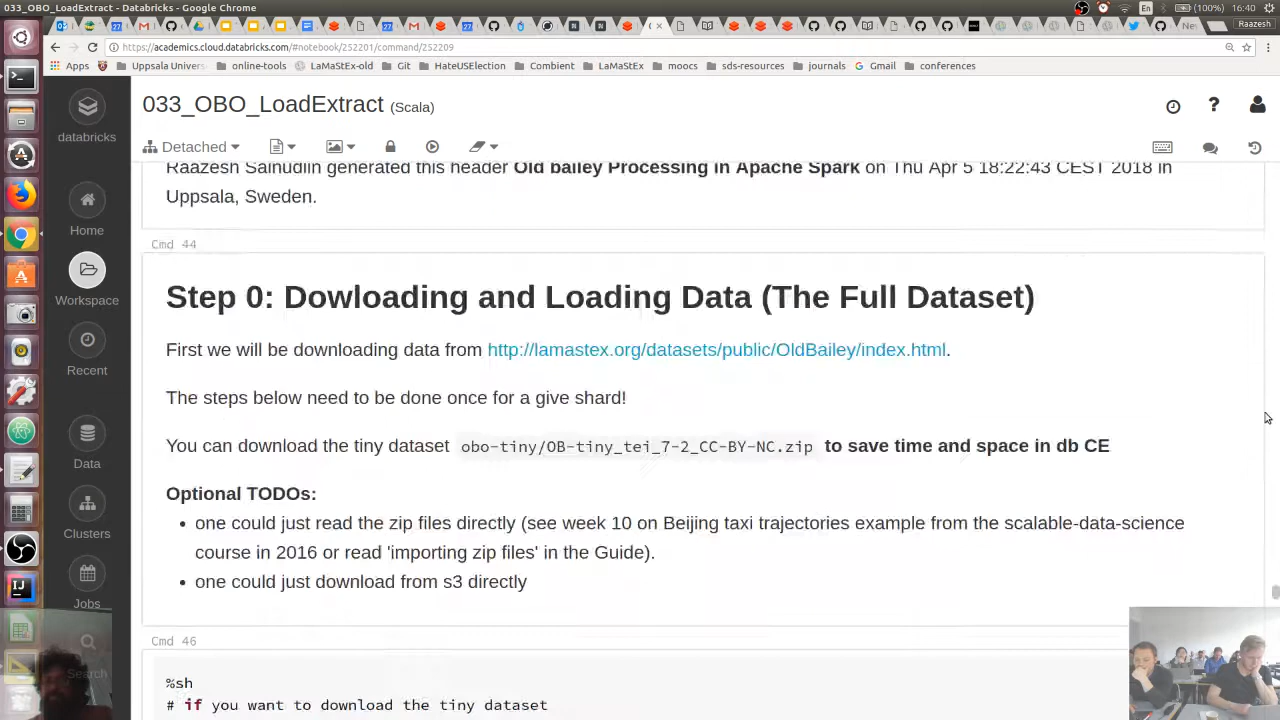 033_OBO_LoadExtract - Databricks - Google Chrome
En
(100%)
16:40
Raazesh
https://academics.cloud.databricks.com/#notebook/252201/command/252209
Apps
Uppsala Univers
online-tools
LaMaStEx-old
Git
HateUSElection
Combient
LaMaStEx
moocs
sds-resources
journals
Gmail
conferences
databricks
Home
Workspace
Recent
Data
Clusters
Jobs
Search
033_OBO_LoadExtract (Scala)
Detached
Raazesh Sainudiin generated this header Old bailey Processing in Apache Spark on Thu Apr 5 18:22:43 CEST 2018 in
Uppsala, Sweden.
Cmd 44
Step 0: Dowloading and Loading Data (The Full Dataset)
First we will be downloading data from http://lamastex.org/datasets/public/OldBailey/index.html.
The steps below need to be done once for a give shard!
You can download the tiny dataset obo-tiny/OB-tiny_tei_7-2_CC-BY-NC.zip to save time and space in db CE
Optional TODOs:
• one could just read the zip files directly (see week 10 on Beijing taxi trajectories example from the scalable-data-science
course in 2016 or read 'importing zip files' in the Guide).
• one could just download from s3 directly
Cmd 46
%sh
# if you want to download the tiny dataset